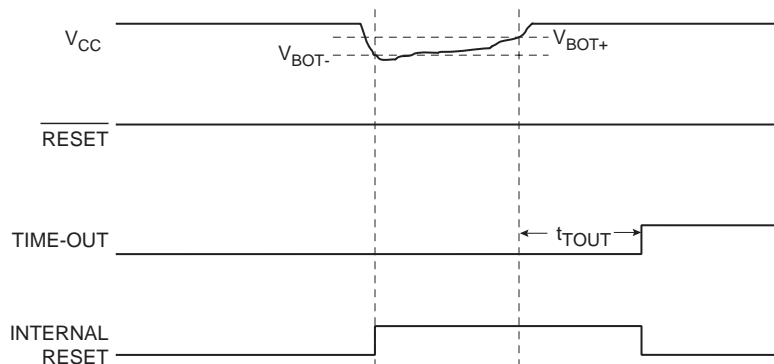 VCC
VBOT-
VBOT+
RESET
TIME-OUT
tTOUT
INTERNAL
RESET